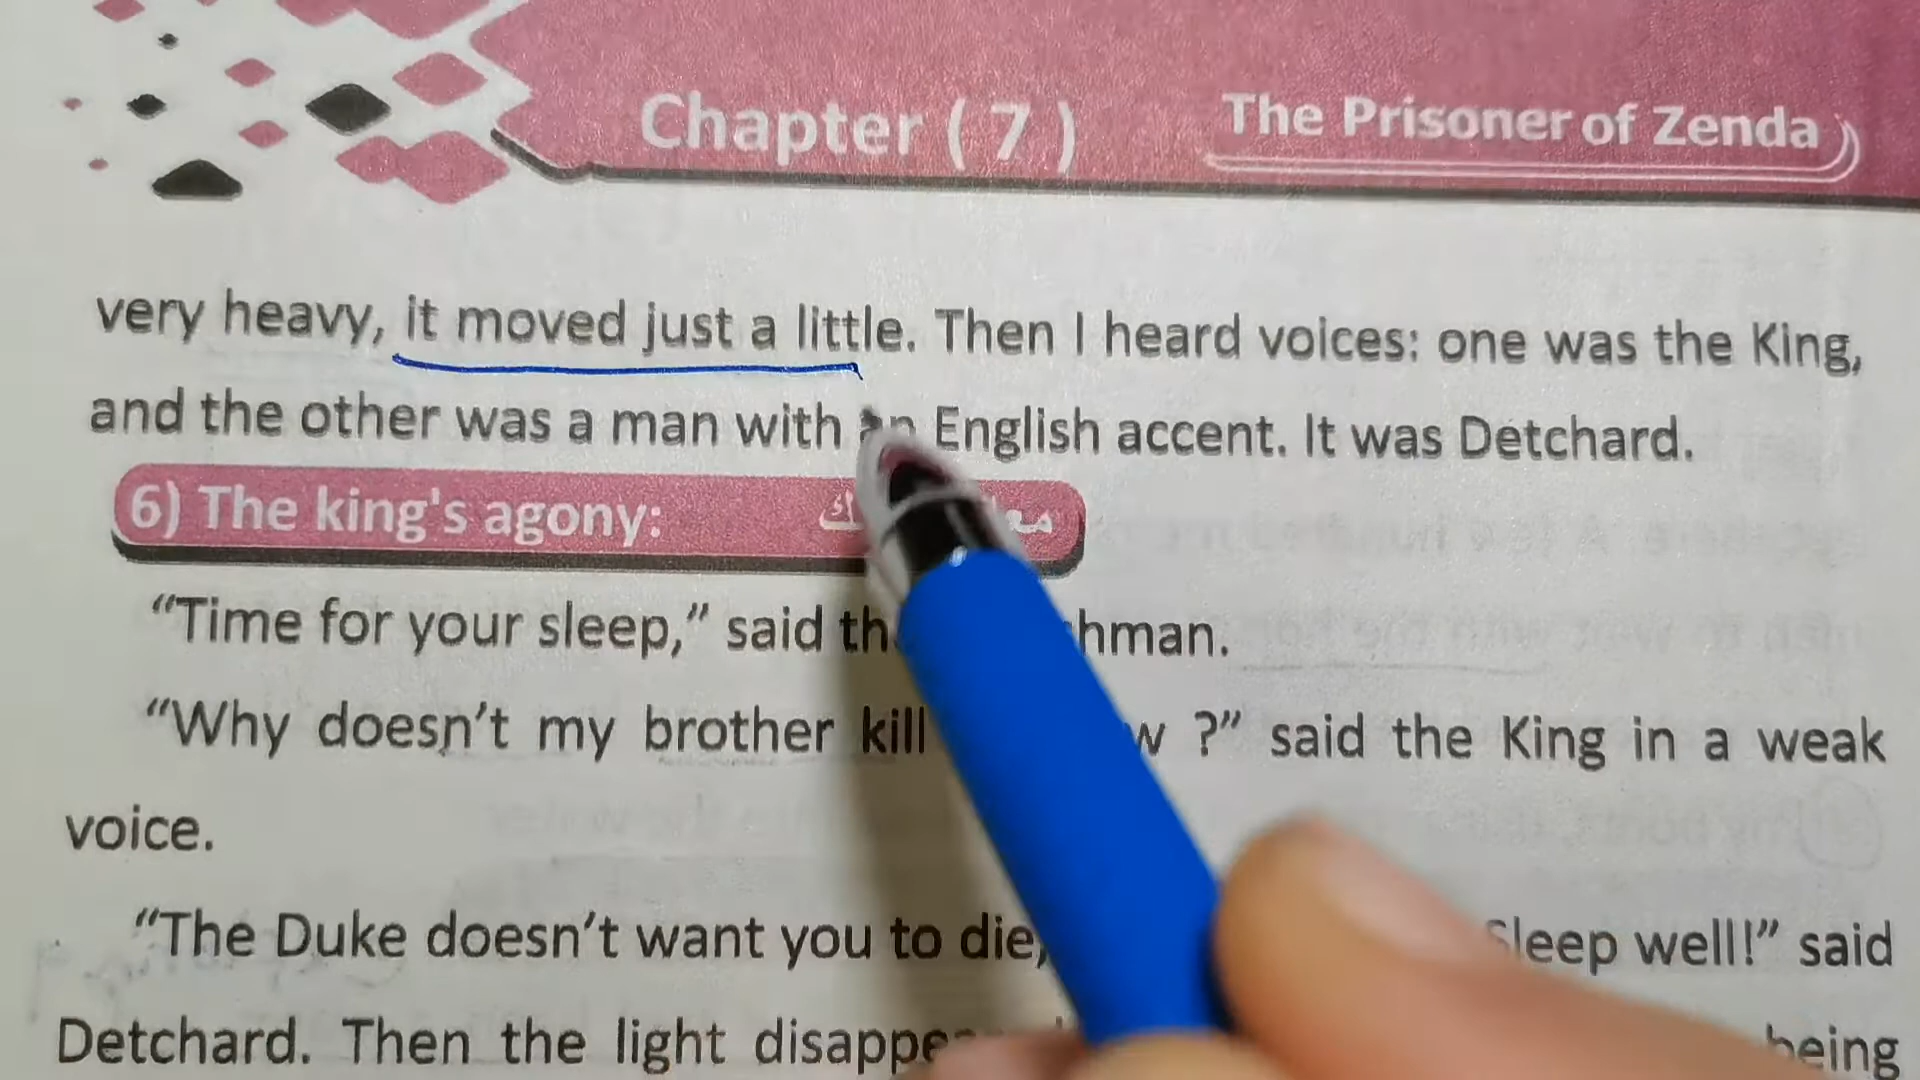 Chapter ( 7 )
The Prisoner of Zenda
very heavy, it moved just a little. Then I heard voices: one was the King,
and the other was a man with an English accent. It was Detchard.
6) The king's agony:
“Time for your sleep,” said hman.
“Why doesn’t my brother kill w ?” said the King in a weak
voice.
“The Duke doesn’t want you to die, Sleep well!” said
Detchard. Then the light being